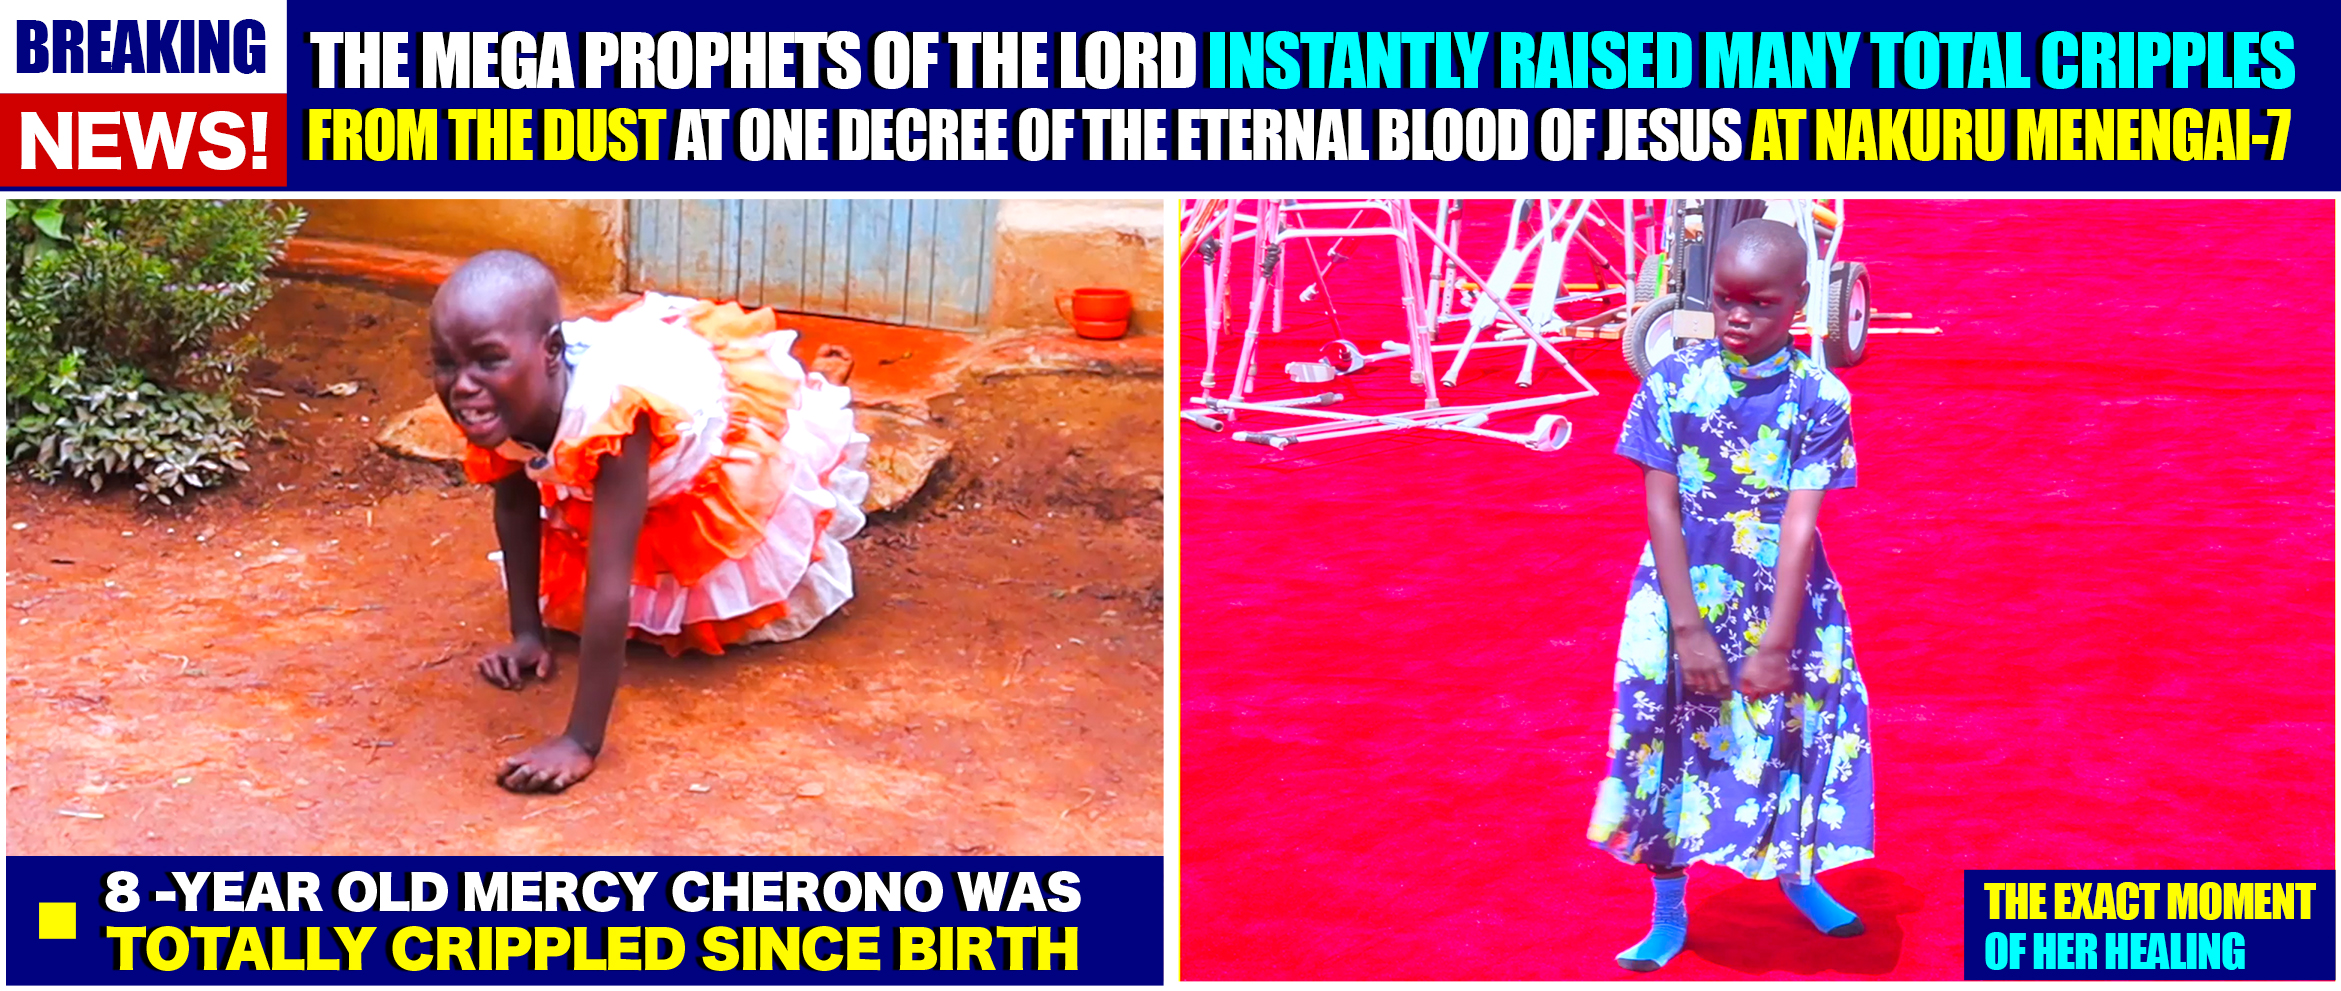 BREAKING
NEWS!
THE MEGA PROPHETS OF THE LORD INSTANTLY RAISED MANY TOTAL CRIPPLES
FROM THE DUST AT ONE DECREE OF THE ETERNAL BLOOD OF JESUS AT NAKURU MENENGAI-7
8 -YEAR OLD MERCY CHERONO WAS
TOTALLY CRIPPLED SINCE BIRTH
THE EXACT MOMENT
OF HER HEALING